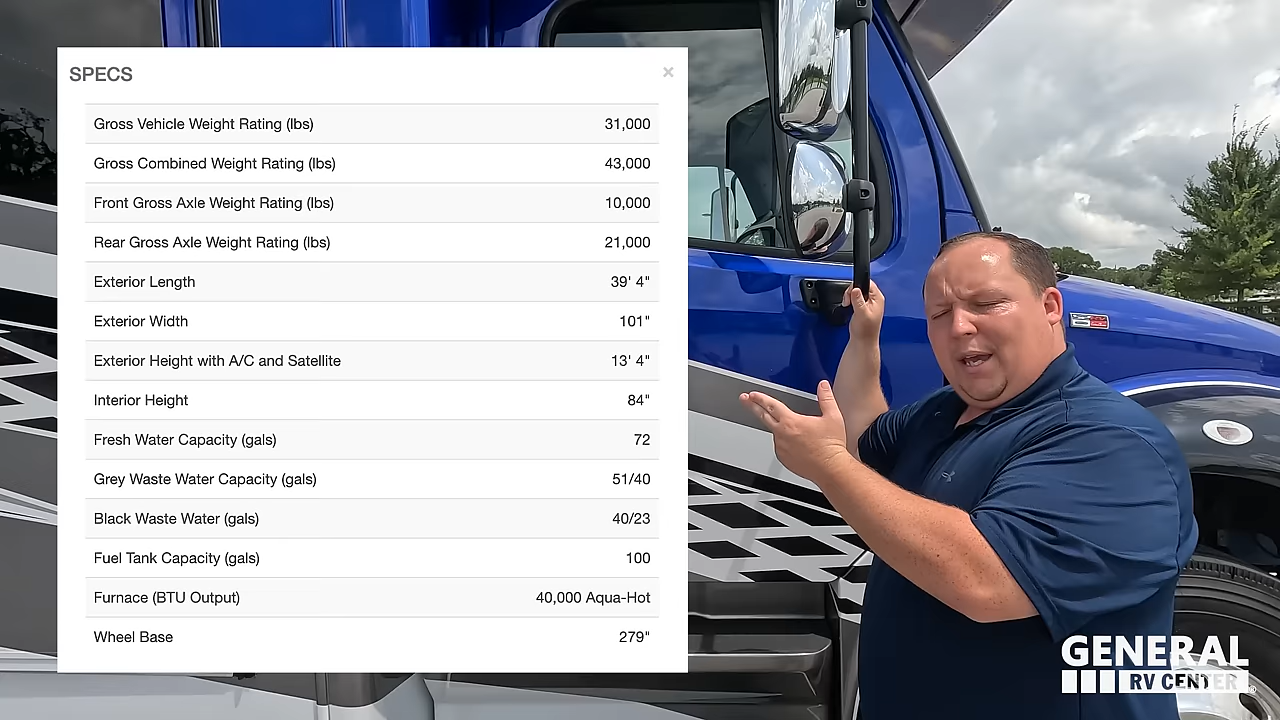 SPECS ×
Gross Vehicle Weight Rating (lbs) 31,000
Gross Combined Weight Rating (lbs) 43,000
Front Gross Axle Weight Rating (lbs) 10,000
Rear Gross Axle Weight Rating (lbs) 21,000
Exterior Length 39' 4"
Exterior Width 101"
Exterior Height with A/C and Satellite 13' 4"
Interior Height 84"
Fresh Water Capacity (gals) 72
Grey Waste Water Capacity (gals) 51/40
Black Waste Water (gals) 40/23
Fuel Tank Capacity (gals) 100
Furnace (BTU Output) 40,000 Aqua-Hot
Wheel Base 279"
GENERAL
RV CENTER®